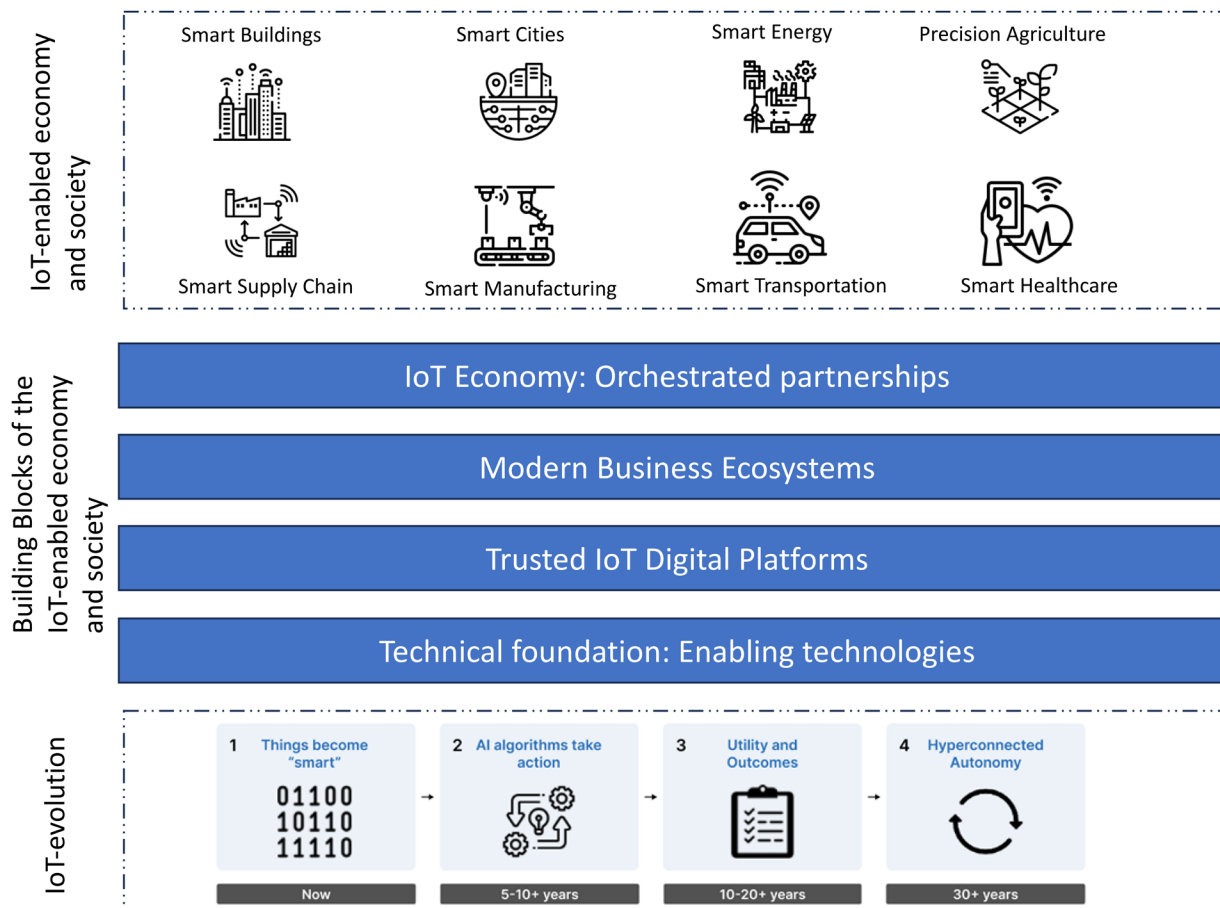 IoT-enabled economy
and society
Smart Buildings
Smart Cities
Smart Energy
Precision Agriculture
Smart Supply Chain
Smart Manufacturing
Smart Transportation
Smart Healthcare
Building Blocks of the
IoT-enabled economy
and society
IoT Economy: Orchestrated partnerships
Modern Business Ecosystems
Trusted IoT Digital Platforms
Technical foundation: Enabling technologies
IoT-evolution
1 Things become
"smart"
01100
10110
11110
Now
2 AI algorithms take
action
5-10+ years
3 Utility and
Outcomes
10-20+ years
4 Hyperconnected
Autonomy
30+ years